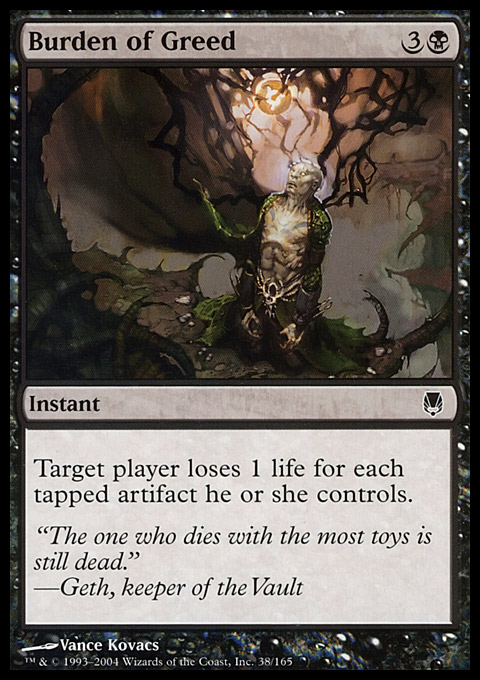 Burden of Greed 3
Instant
Target player loses 1 life for each
tapped artifact he or she controls.
“The one who dies with the most toys is
still dead.”
—Geth, keeper of the Vault
Vance Kovacs
™ & © 1993–2004 Wizards of the Coast, Inc. 38/165